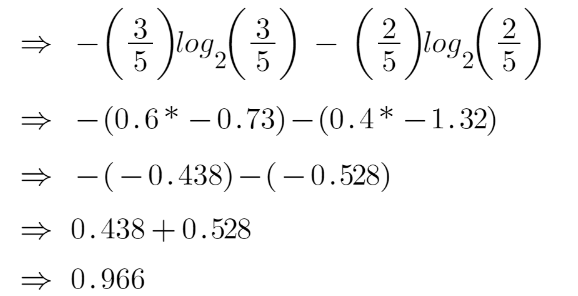 ⇒ −(3/5)log₂(3/5) − (2/5)log₂(2/5)
⇒ −(0.6* −0.73)−(0.4* −1.32)
⇒ −(−0.438)−(−0.528)
⇒ 0.438+0.528
⇒ 0.966